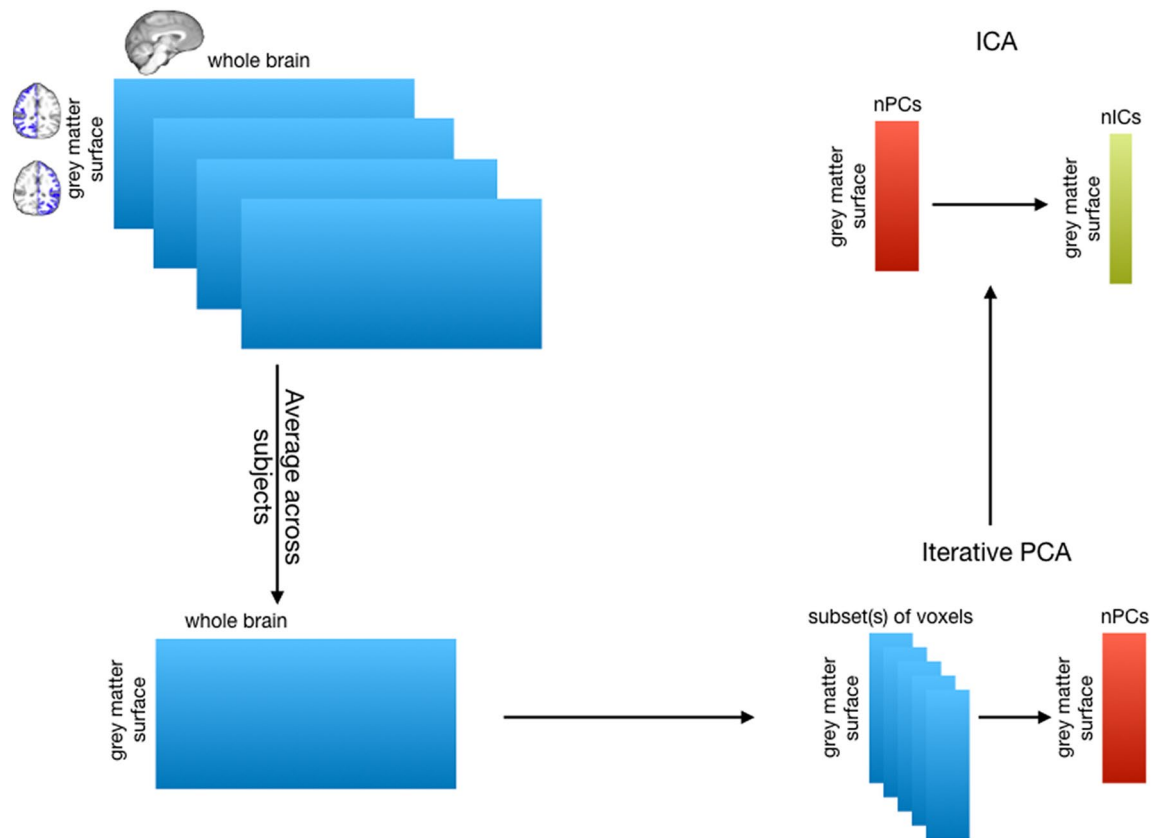 whole brain
grey matter
surface
Average across
subjects
whole brain
grey matter
surface
ICA
nPCs
grey matter
surface
nICs
grey matter
surface
Iterative PCA
subset(s) of voxels
grey matter
surface
nPCs
grey matter
surface